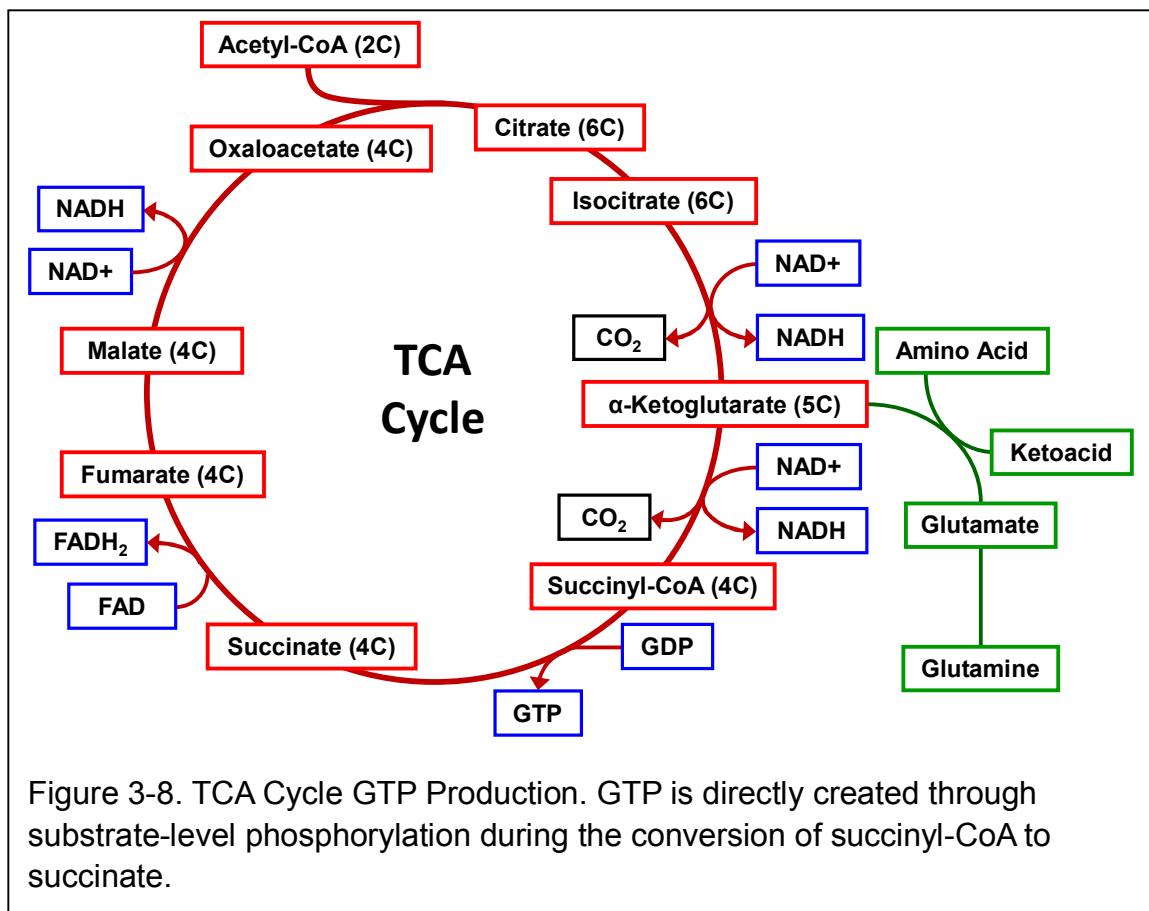 Acetyl-CoA (2C)
Citrate (6C)
Oxaloacetate (4C)
Isocitrate (6C)
NADH
NAD+
NAD+
CO₂
NADH
Malate (4C)
TCA
Cycle
Amino Acid
α-Ketoglutarate (5C)
Ketoacid
Fumarate (4C)
NAD+
CO₂
NADH
Glutamate
FADH₂
FAD
Succinyl-CoA (4C)
Succinate (4C)
GDP
Glutamine
GTP
Figure 3-8. TCA Cycle GTP Production. GTP is directly created through
substrate-level phosphorylation during the conversion of succinyl-CoA to
succinate.